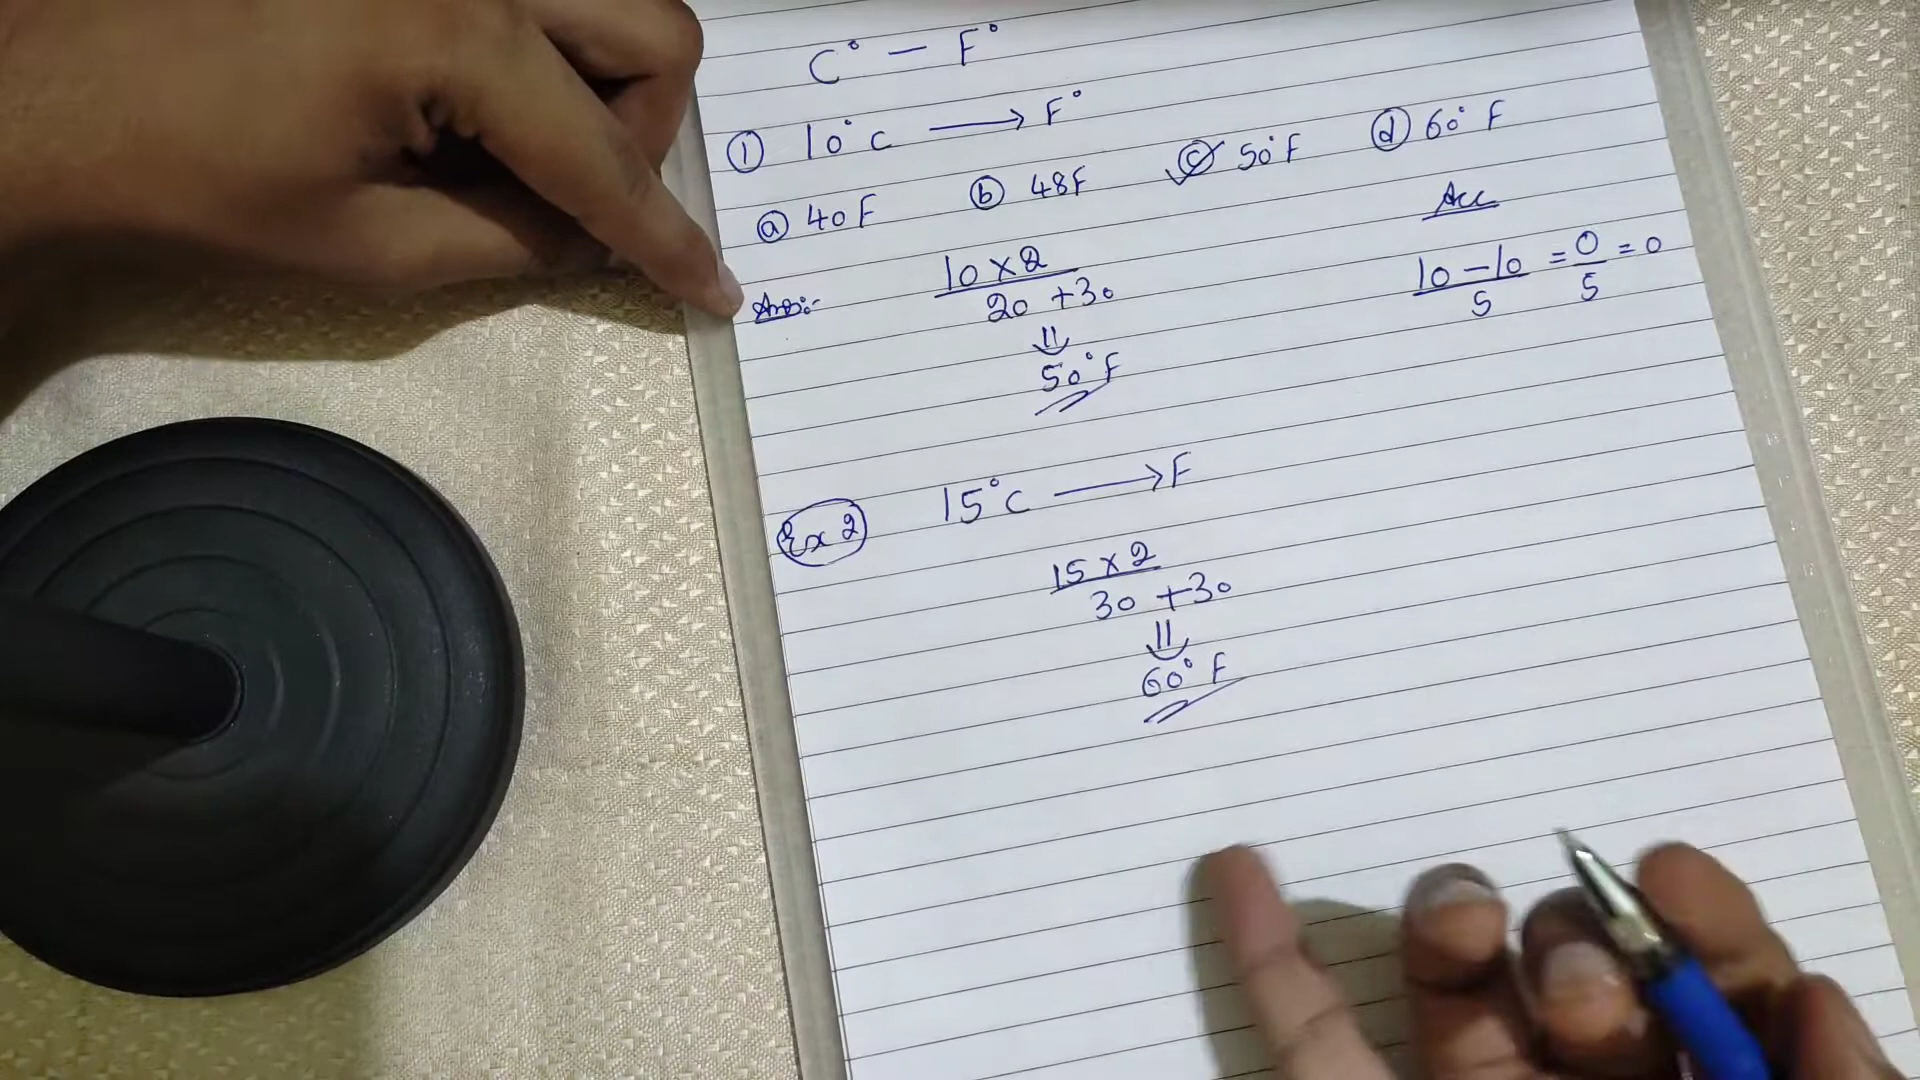 C° — F°
① 10°C ⟶ F°
ⓐ 40F ⓑ 48F ⓒ 50°F ⓓ 60°F
Acc
Ans:-
10 × 2
20 + 30
50°F
10 - 10 = 0 = 0
5 5
Ex 2 15°C ⟶ F
15 × 2
30 + 30
60°F